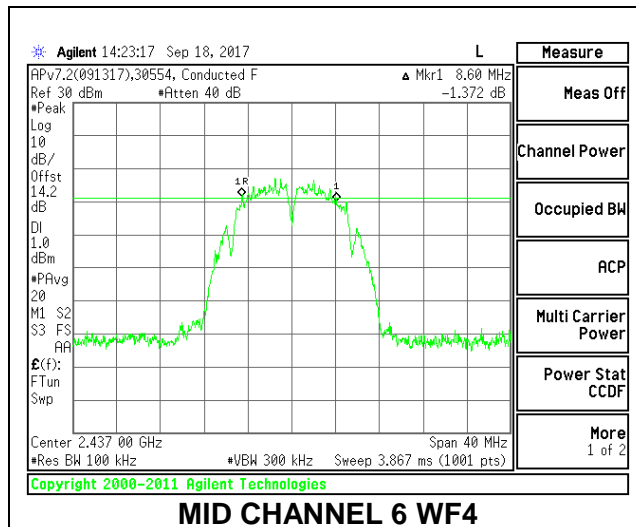 Agilent 14:23:17 Sep 18, 2017 L
Measure
APv7.2(091317),30554, Conducted F
Δ Mkr1 8.60 MHz
Ref 30 dBm #Atten 40 dB -1.372 dB
#Peak
Log
10
dB/
Offst
14.2
dB
DI
1.0
dBm
#PAvg
20
M1 S2
S3 FS
AA
£(f):
FTun
Swp
1R
1
Center 2.437 00 GHz Span 40 MHz
#Res BW 100 kHz #VBW 300 kHz Sweep 3.867 ms (1001 pts)
Meas Off
Channel Power
Occupied BW
ACP
Multi Carrier
Power
Power Stat
CCDF
More
1 of 2
Copyright 2000-2011 Agilent Technologies
MID CHANNEL 6 WF4